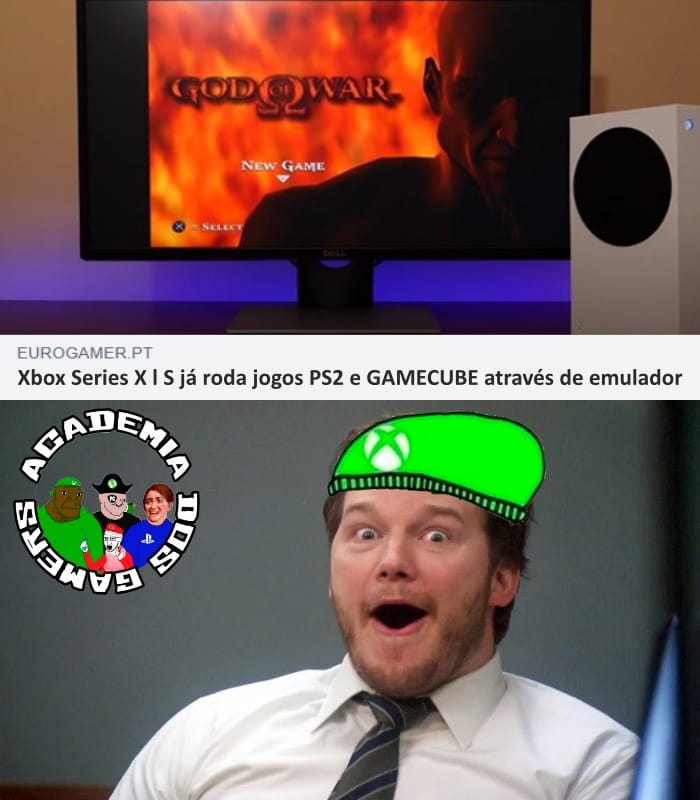 GOD OF WAR
NEW GAME
X = SELECT
DELL
EUROGAMER.PT
Xbox Series X l S já roda jogos PS2 e GAMECUBE através de emulador
ACADEMIA DOS GAMERS